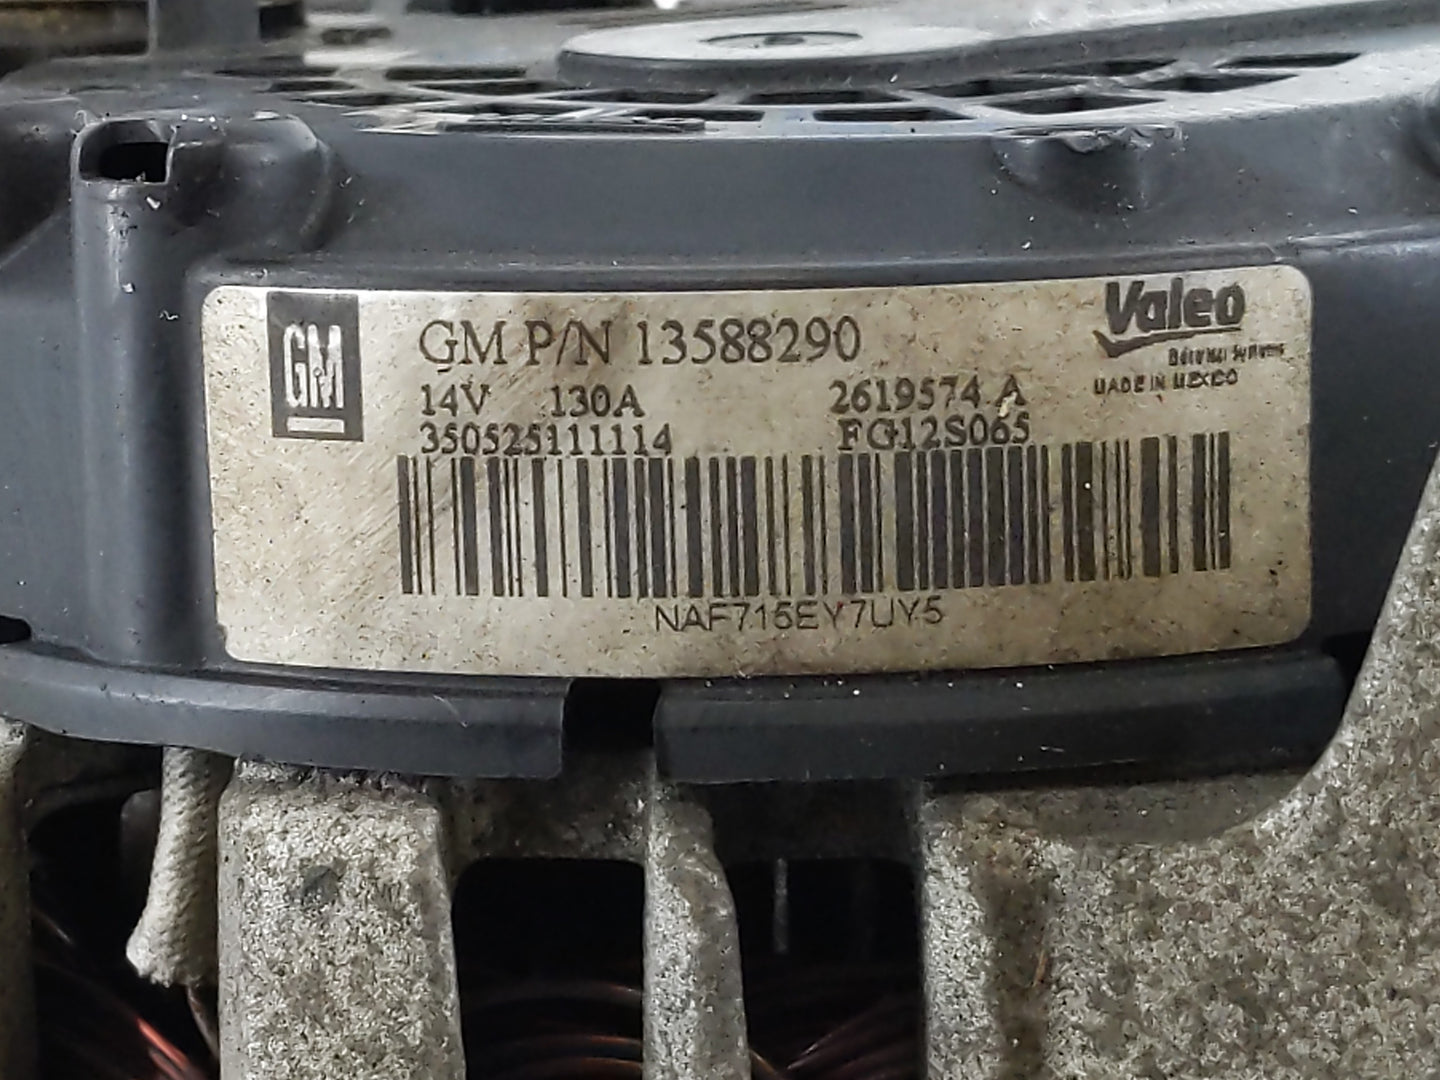 GM
GM P/N 13588290
14V 130A 2619574 A
350525111114 FG12S065
Valeo
MADE IN MEXICO
NAF715EY7UY5